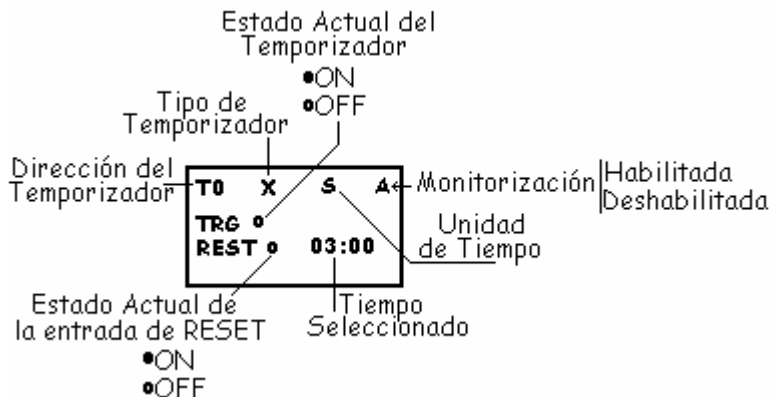 Estado Actual del
Temporizador
●ON
○OFF
Tipo de
Temporizador
Dirección del
Temporizador
T0 X S A
TRG ○
REST ○ 03:00
Monitorización
Habilitada
Deshabilitada
Unidad
de Tiempo
Estado Actual de
la entrada de RESET
●ON
○OFF
Tiempo
Seleccionado